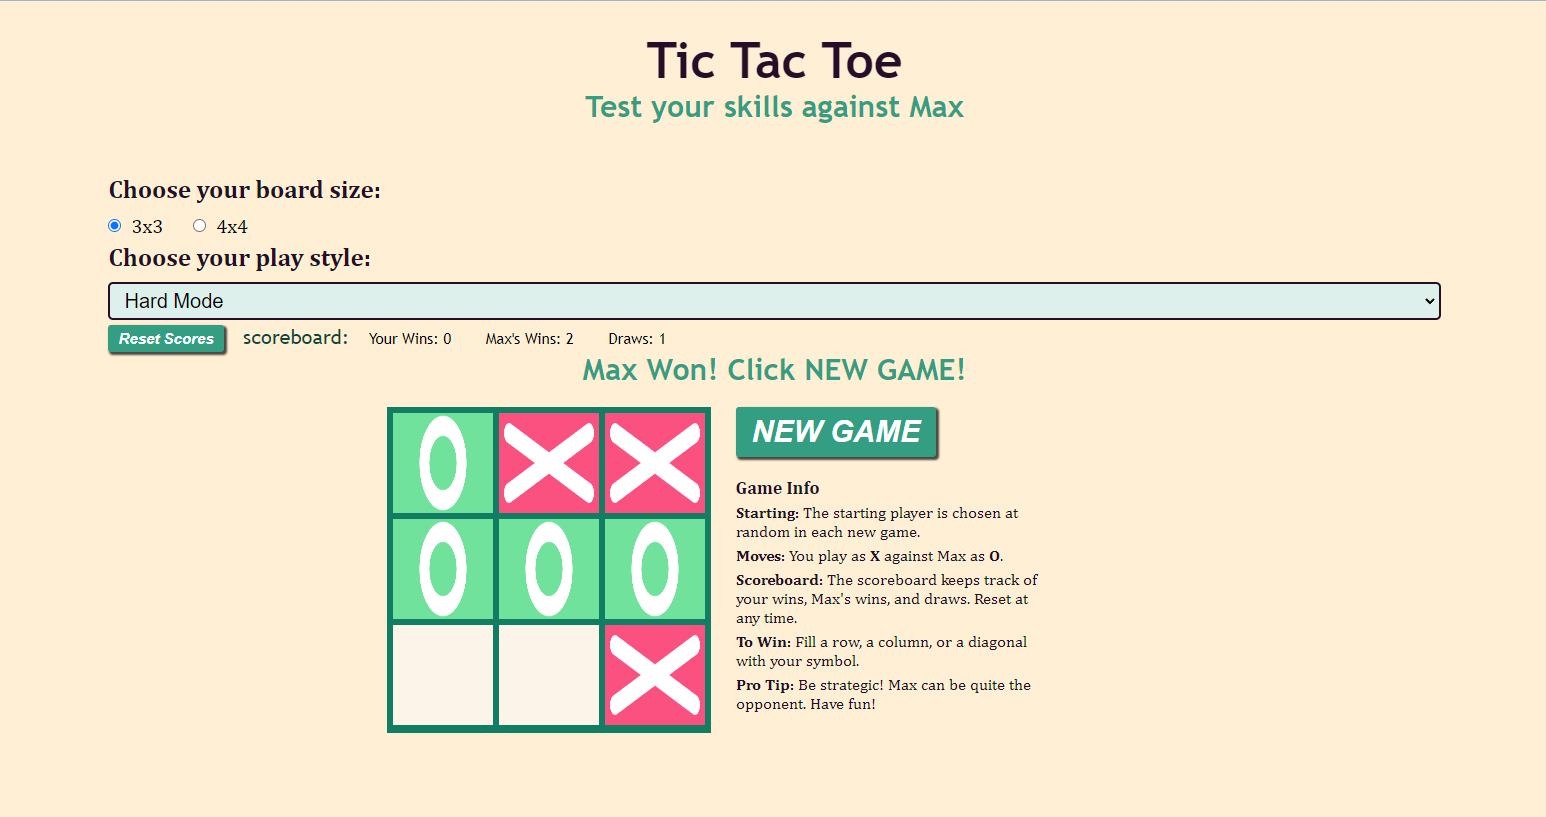 Tic Tac Toe
Test your skills against Max
Choose your board size:
3x3 4x4
Choose your play style:
Hard Mode
Reset Scores scoreboard: Your Wins: 0 Max's Wins: 2 Draws: 1
Max Won! Click NEW GAME!
O X X
O O O
X
NEW GAME
Game Info
Starting: The starting player is chosen at
random in each new game.
Moves: You play as X against Max as O.
Scoreboard: The scoreboard keeps track of
your wins, Max's wins, and draws. Reset at
any time.
To Win: Fill a row, a column, or a diagonal
with your symbol.
Pro Tip: Be strategic! Max can be quite the
opponent. Have fun!